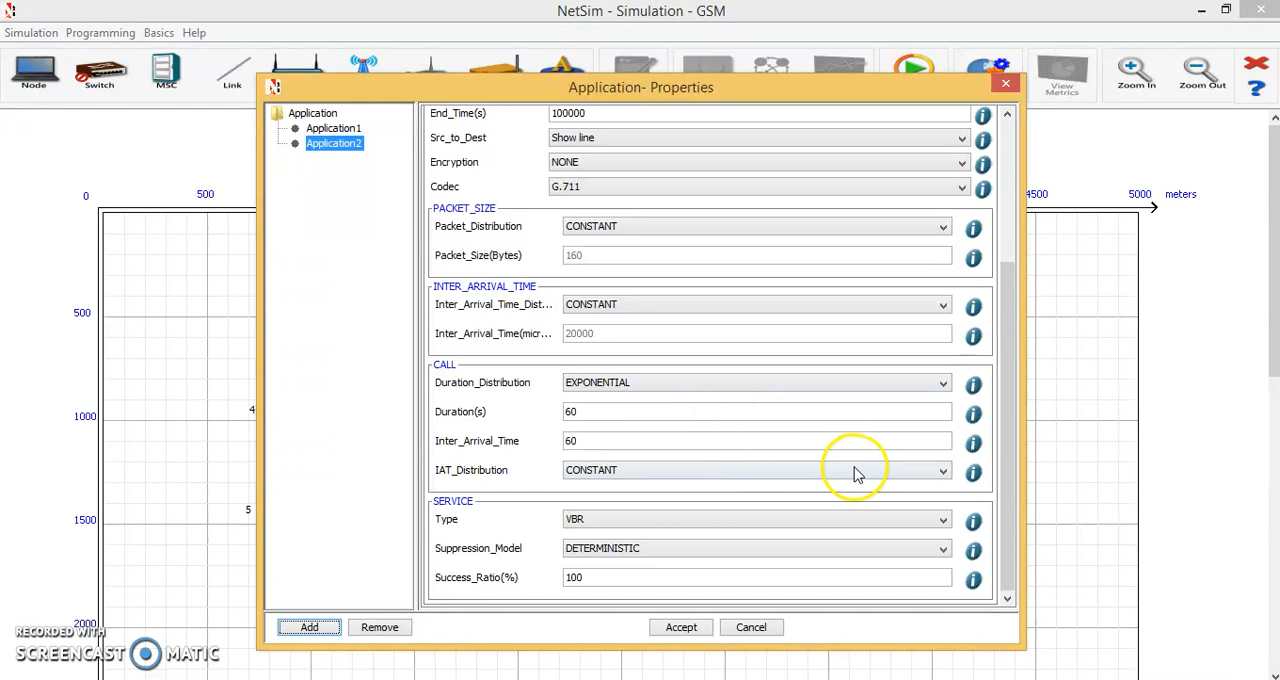 NetSim - Simulation - GSM
Simulation Programming Basics Help
Node
Switch
MSC
Link
View Metrics
Zoom In
Zoom Out
Application- Properties
Application
Application1
Application2
End_Time(s) 100000
Src_to_Dest Show line
Encryption NONE
Codec G.711
PACKET_SIZE
Packet_Distribution CONSTANT
Packet_Size(Bytes) 160
INTER_ARRIVAL_TIME
Inter_Arrival_Time_Dist... CONSTANT
Inter_Arrival_Time(micr... 20000
CALL
Duration_Distribution EXPONENTIAL
Duration(s) 60
Inter_Arrival_Time 60
IAT_Distribution CONSTANT
SERVICE
Type VBR
Suppression_Model DETERMINISTIC
Success_Ratio(%) 100
Add Remove Accept Cancel
0 500 4500 5000 meters
500
1000
1500
2000
4
5
RECORDED WITH
SCREENCAST MATIC